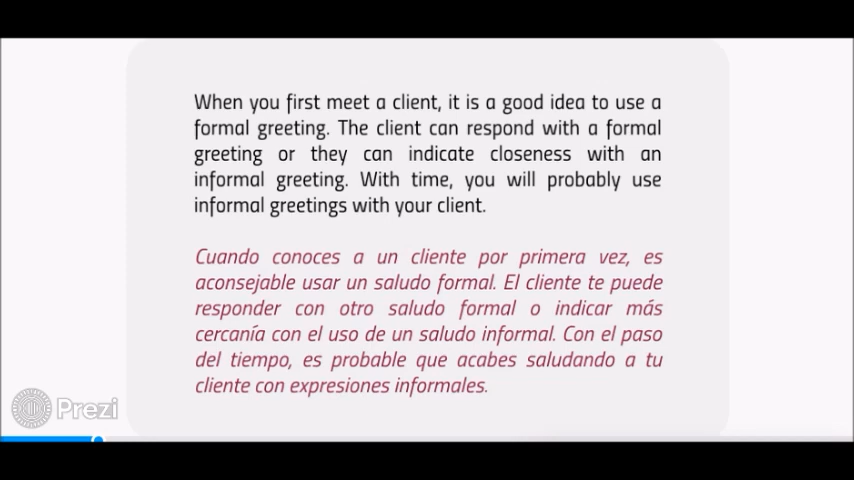 When you first meet a client, it is a good idea to use a
formal greeting. The client can respond with a formal
greeting or they can indicate closeness with an
informal greeting. With time, you will probably use
informal greetings with your client.
Cuando conoces a un cliente por primera vez, es
aconsejable usar un saludo formal. El cliente te puede
responder con otro saludo formal o indicar más
cercanía con el uso de un saludo informal. Con el paso
del tiempo, es probable que acabes saludando a tu
cliente con expresiones informales.
Prezi